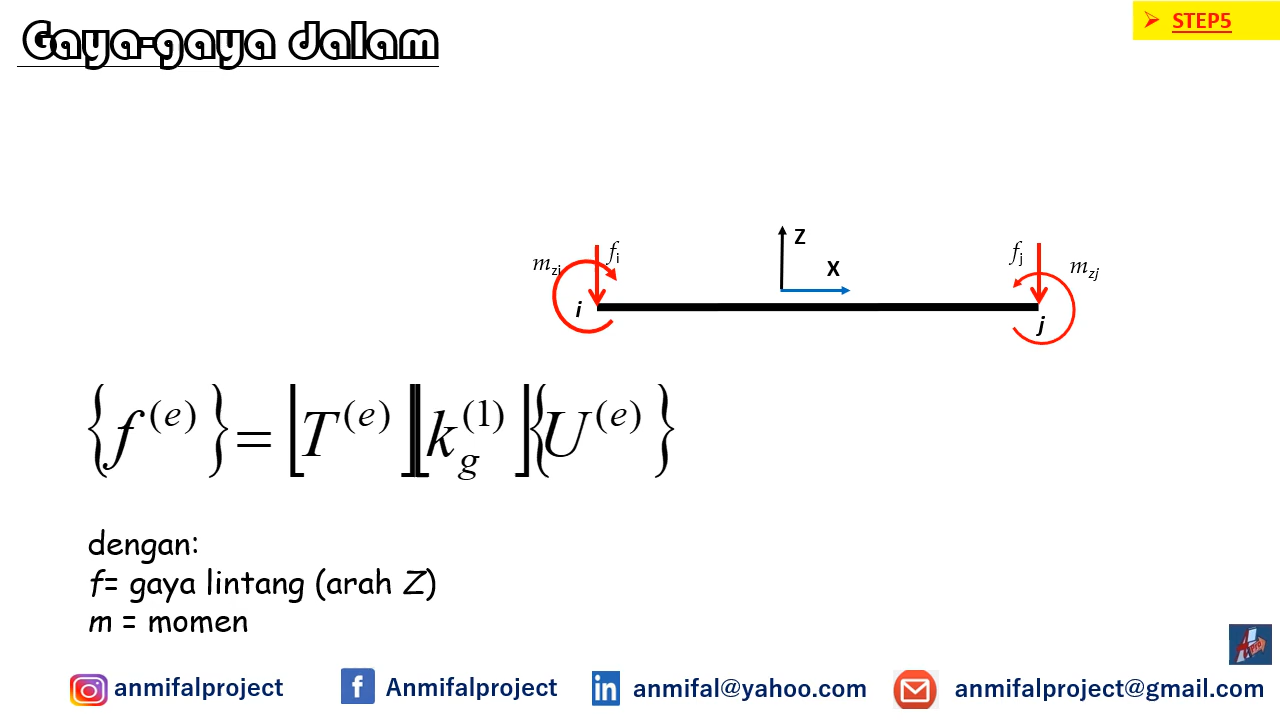 Gaya-gaya dalam
➢ STEP5
Z
X
m_zi
f_i
f_j
m_zj
i
j
{f^(e)} = [T^(e)][k_g^(1)]{U^(e)}
dengan:
f= gaya lintang (arah Z)
m = momen
anmifalproject
Anmifalproject
anmifal@yahoo.com
anmifalproject@gmail.com